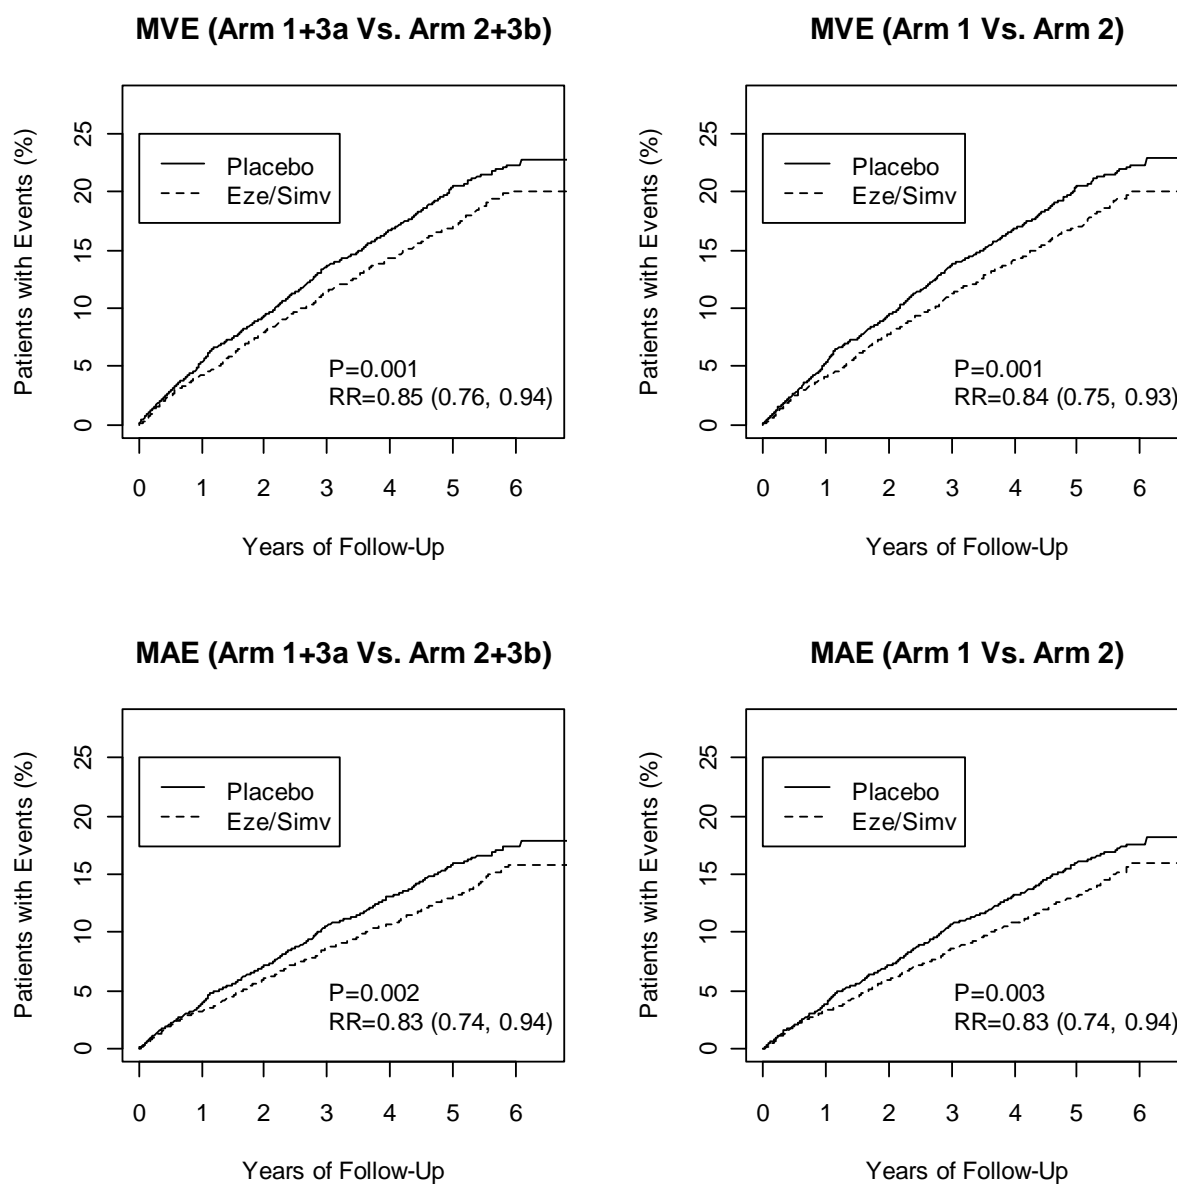 MVE (Arm 1+3a Vs. Arm 2+3b)
Patients with Events (%)
25
20
15
10
5
0
Placebo
Eze/Simv
P=0.001
RR=0.85 (0.76, 0.94)
0 1 2 3 4 5 6
Years of Follow-Up
MVE (Arm 1 Vs. Arm 2)
Patients with Events (%)
25
20
15
10
5
0
Placebo
Eze/Simv
P=0.001
RR=0.84 (0.75, 0.93)
0 1 2 3 4 5 6
Years of Follow-Up
MAE (Arm 1+3a Vs. Arm 2+3b)
Patients with Events (%)
25
20
15
10
5
0
Placebo
Eze/Simv
P=0.002
RR=0.83 (0.74, 0.94)
0 1 2 3 4 5 6
Years of Follow-Up
MAE (Arm 1 Vs. Arm 2)
Patients with Events (%)
25
20
15
10
5
0
Placebo
Eze/Simv
P=0.003
RR=0.83 (0.74, 0.94)
0 1 2 3 4 5 6
Years of Follow-Up